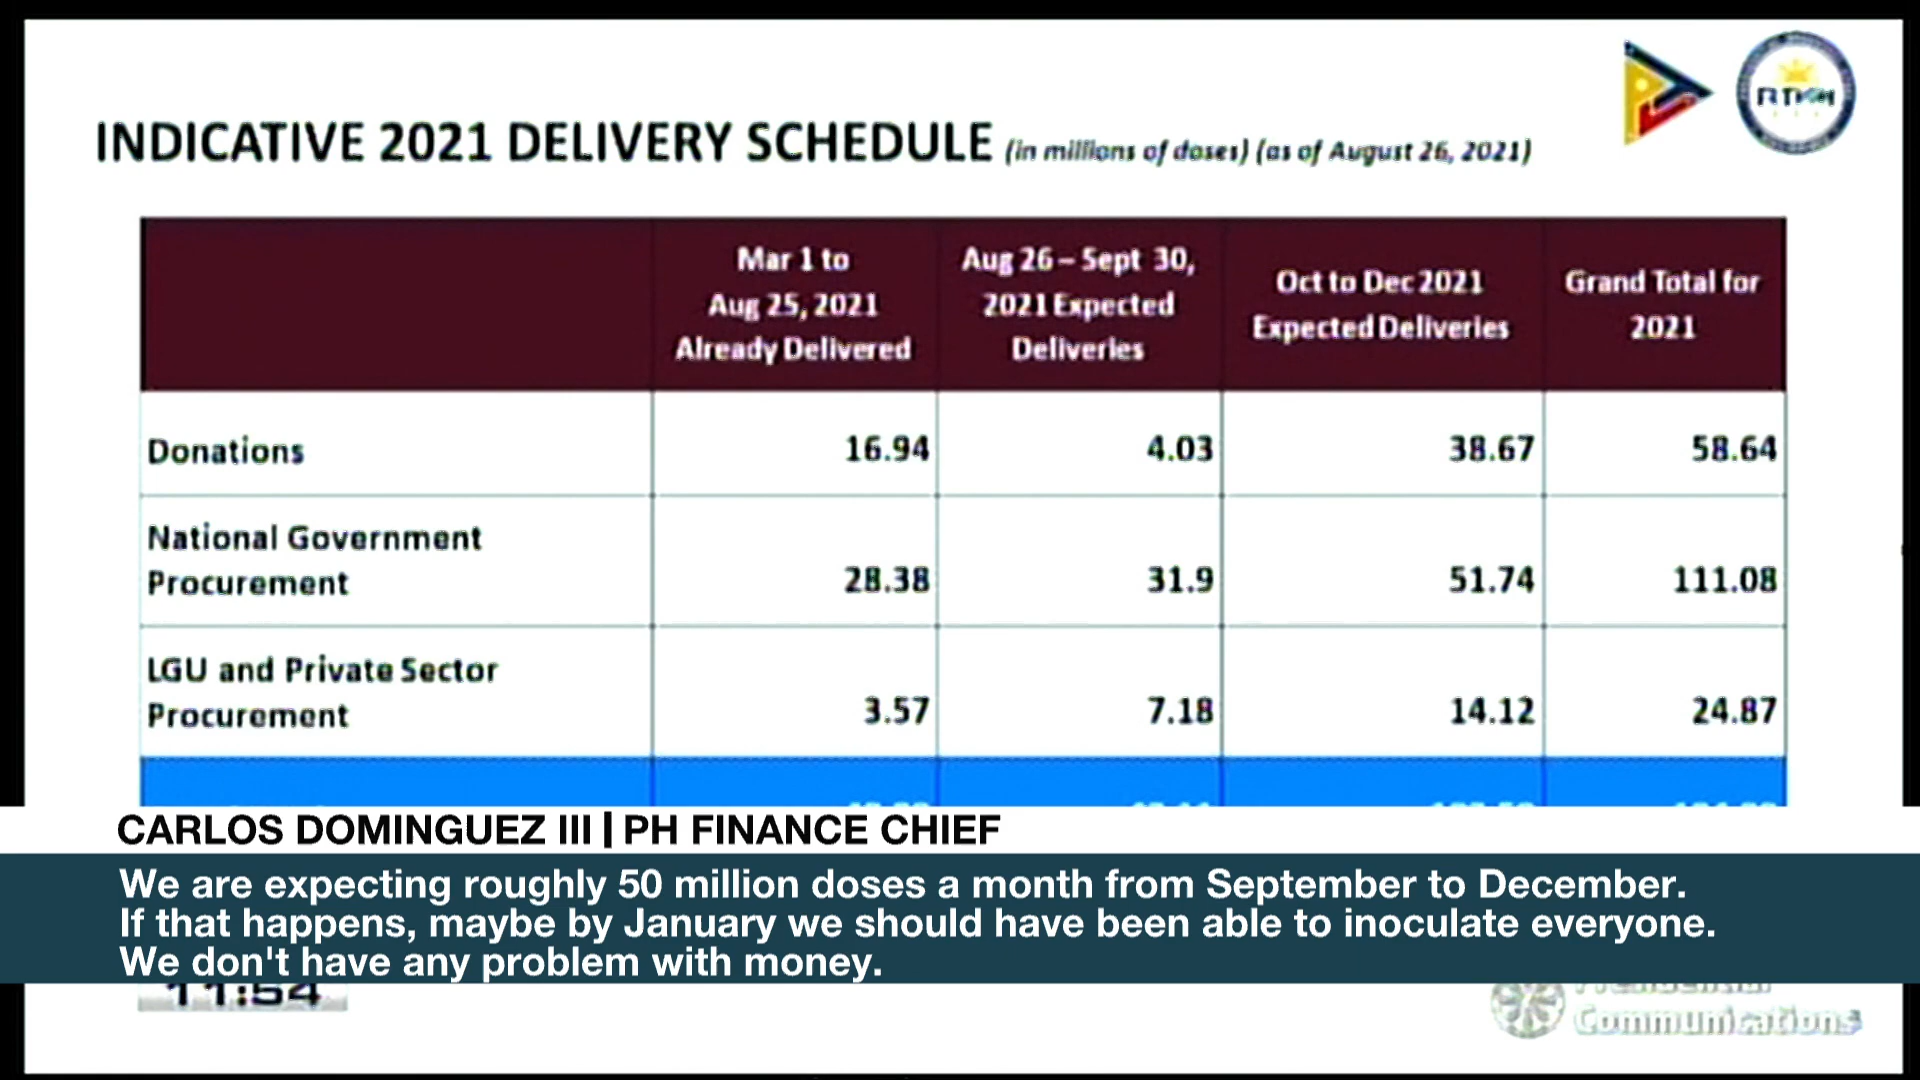 INDICATIVE 2021 DELIVERY SCHEDULE (in millions of doses) (as of August 26, 2021)
Mar 1 to
Aug 25, 2021
Already Delivered
Aug 26 – Sept 30,
2021 Expected
Deliveries
Oct to Dec 2021
Expected Deliveries
Grand Total for
2021
Donations 16.94 4.03 38.67 58.64
National Government
Procurement 28.38 31.9 51.74 111.08
LGU and Private Sector
Procurement 3.57 7.18 14.12 24.87
CARLOS DOMINGUEZ III | PH FINANCE CHIEF
We are expecting roughly 50 million doses a month from September to December.
If that happens, maybe by January we should have been able to inoculate everyone.
We don't have any problem with money.
11:54
Presidential
Communications